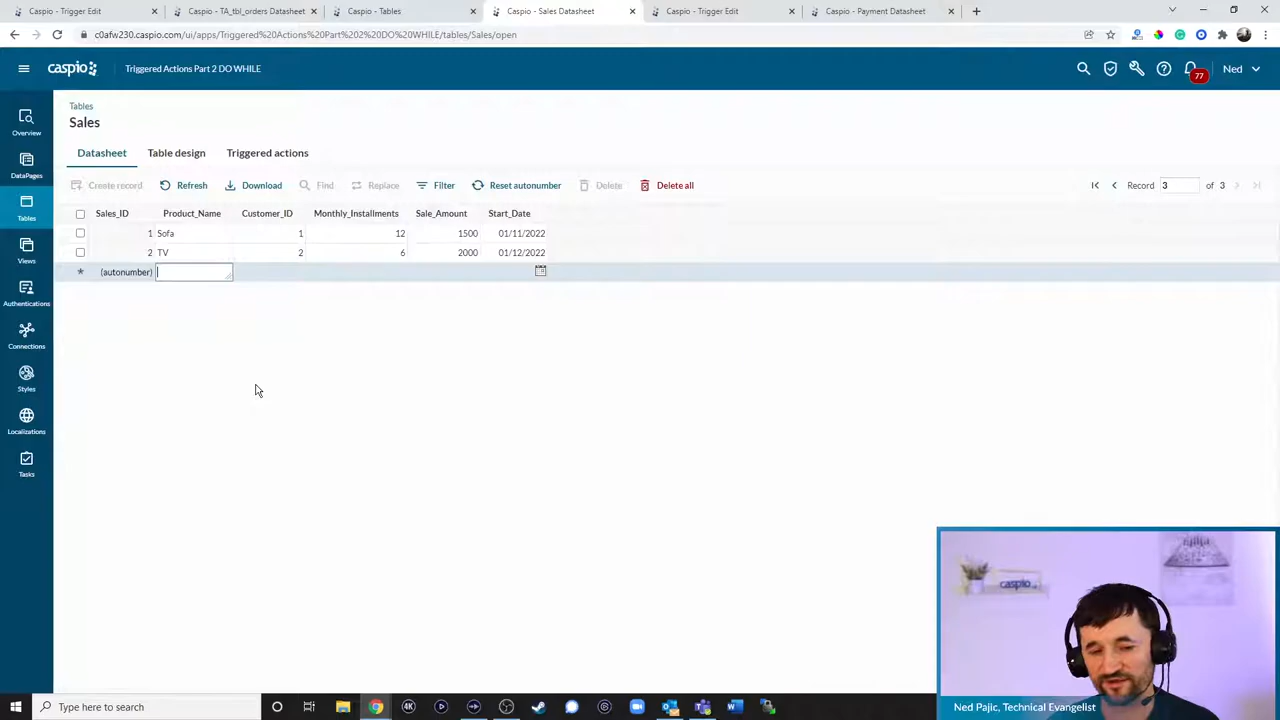 Caspio - Trigger Edit
Caspio - TA_tbl_orders Datasheet
Caspio - Tables
Caspio - Sales Datasheet
Caspio - Trigger Edit
Caspio - Payment Datasheet
c0afw230.caspio.com/ui/apps/Triggered%20Actions%20Part%202%20DO%20WHILE/tables/Sales/open
caspio
Triggered Actions Part 2 DO WHILE
77
Ned
Overview
DataPages
Tables
Views
Authentications
Connections
Styles
Localizations
Tasks
Tables
Sales
Datasheet Table design Triggered actions
Create record Refresh Download Find Replace Filter Reset autonumber Delete Delete all Record 3 of 3
Sales_ID Product_Name Customer_ID Monthly_Installments Sale_Amount Start_Date
1 Sofa 1 12 1500 01/11/2022
2 TV 2 6 2000 01/12/2022
* (autonumber)
caspio
Ned Pajic, Technical Evangelist
Type here to search
4K